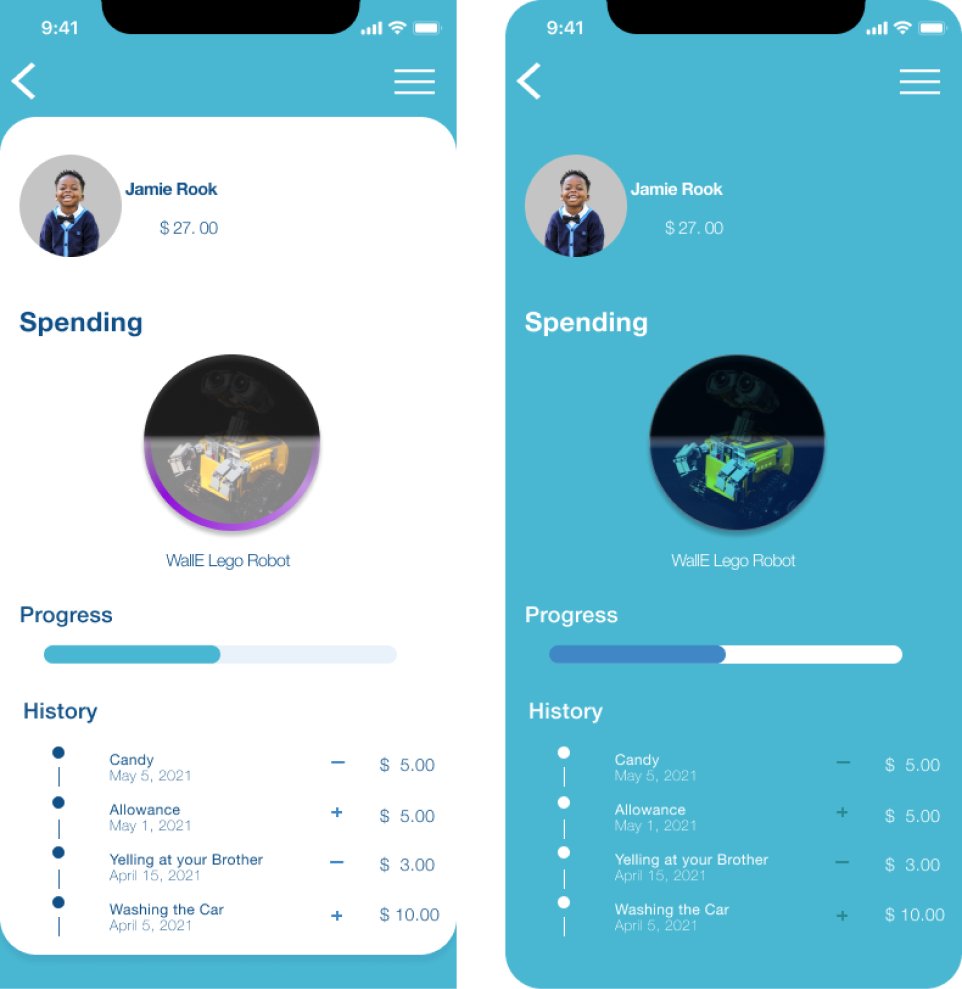 9:41
Jamie Rook
$ 27. 00
Spending
WallE Lego Robot
Progress
History
Candy
May 5, 2021
− $ 5.00
Allowance
May 1, 2021
+ $ 5.00
Yelling at your Brother
April 15, 2021
− $ 3.00
Washing the Car
April 5, 2021
+ $ 10.00
9:41
Jamie Rook
$ 27. 00
Spending
WallE Lego Robot
Progress
History
Candy
May 5, 2021
− $ 5.00
Allowance
May 1, 2021
+ $ 5.00
Yelling at your Brother
April 15, 2021
− $ 3.00
Washing the Car
April 5, 2021
+ $ 10.00